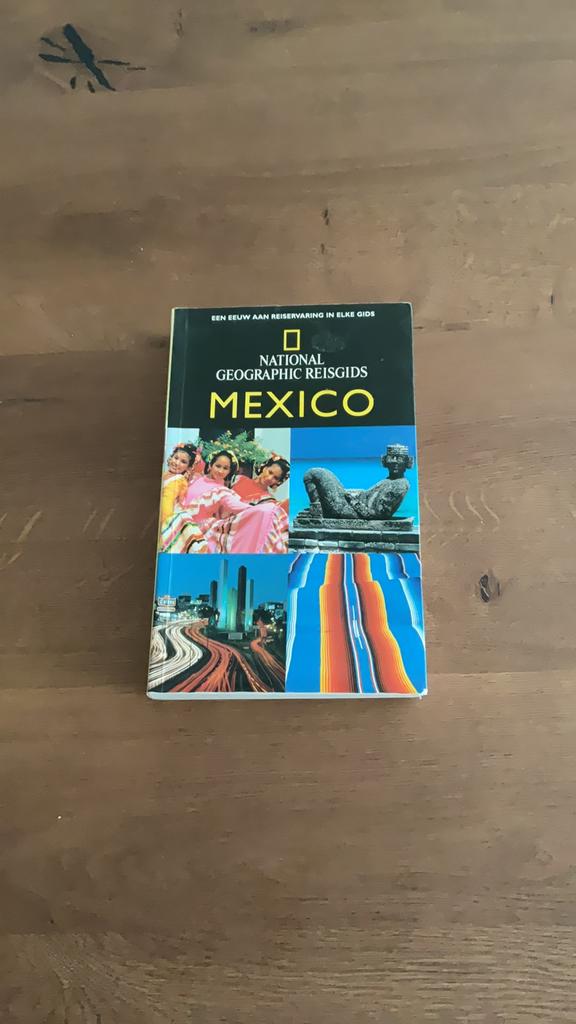 EEN EEUW AAN REISERVARING IN ELKE GIDS
NATIONAL
GEOGRAPHIC REISGIDS
MEXICO